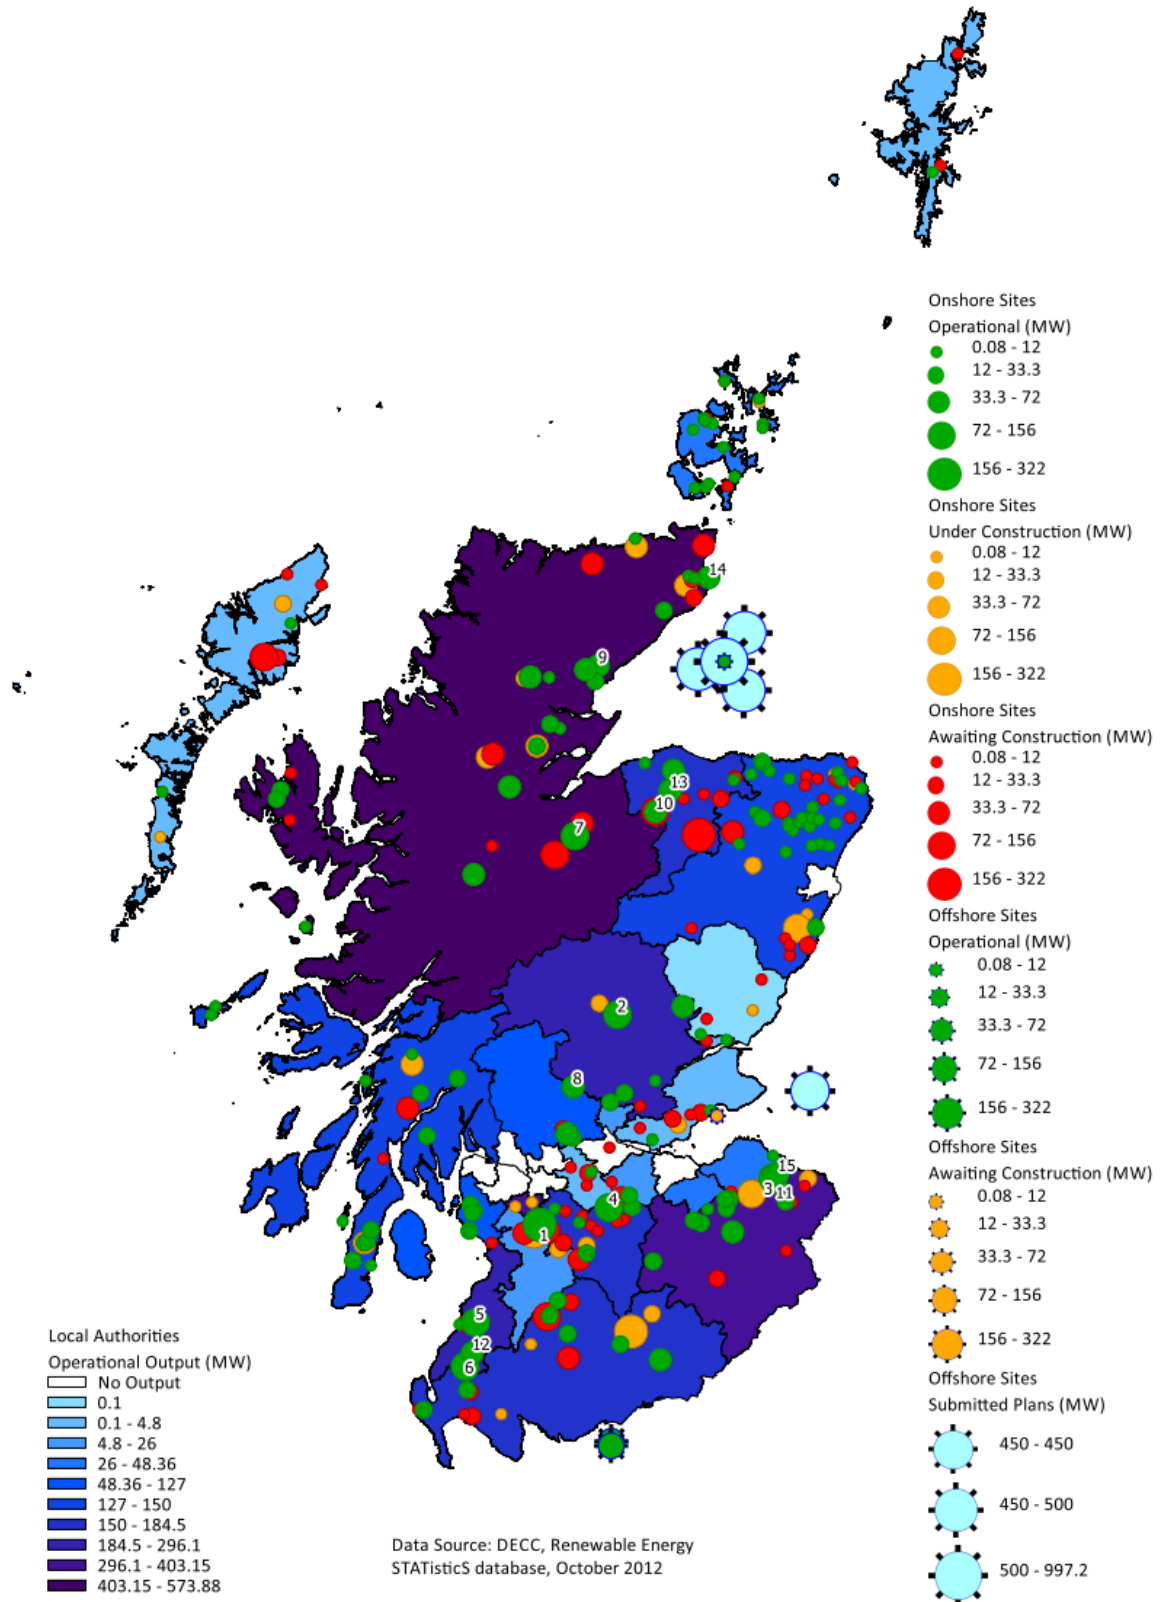 Onshore Sites
Operational (MW)
0.08 - 12
12 - 33.3
33.3 - 72
72 - 156
156 - 322
Onshore Sites
Under Construction (MW)
0.08 - 12
12 - 33.3
33.3 - 72
72 - 156
156 - 322
Onshore Sites
Awaiting Construction (MW)
0.08 - 12
12 - 33.3
33.3 - 72
72 - 156
156 - 322
Offshore Sites
Operational (MW)
0.08 - 12
12 - 33.3
33.3 - 72
72 - 156
156 - 322
Offshore Sites
Awaiting Construction (MW)
0.08 - 12
12 - 33.3
33.3 - 72
72 - 156
156 - 322
Offshore Sites
Submitted Plans (MW)
450 - 450
450 - 500
500 - 997.2
14
9
13
10
7
2
8
15
3 11
4
1
5
12
6
Local Authorities
Operational Output (MW)
No Output
0.1
0.1 - 4.8
4.8 - 26
26 - 48.36
48.36 - 127
127 - 150
150 - 184.5
184.5 - 296.1
296.1 - 403.15
403.15 - 573.88
Data Source: DECC, Renewable Energy
STATisticS database, October 2012